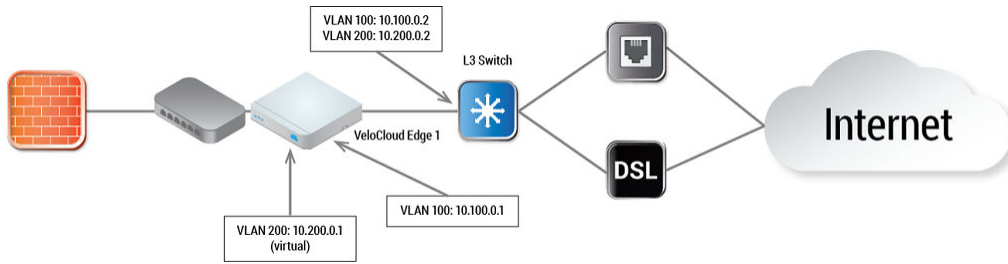 VLAN 100: 10.100.0.2
VLAN 200: 10.200.0.2
L3 Switch
VeloCloud Edge 1
DSL
Internet
VLAN 100: 10.100.0.1
VLAN 200: 10.200.0.1
(virtual)